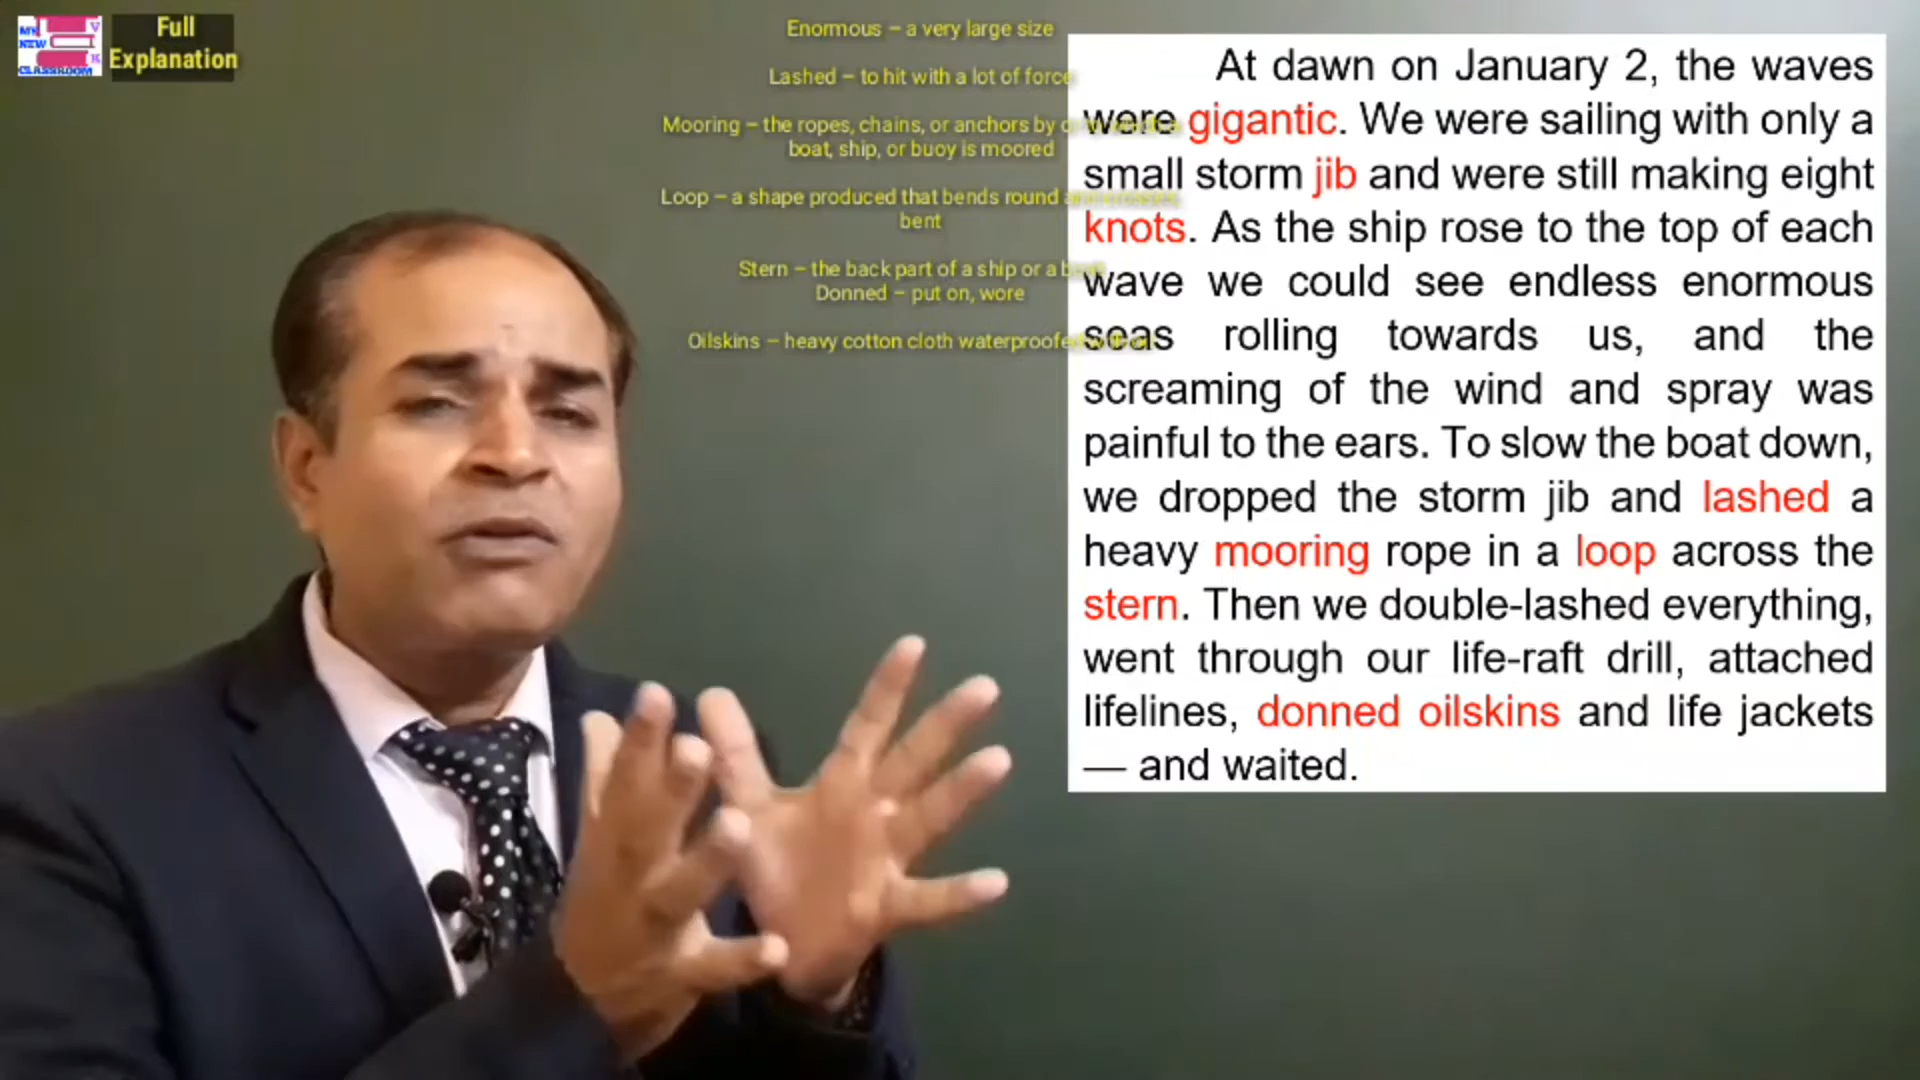 MY
NEW
CLASSROOM
V
K
Full
Explanation
Enormous – a very large size
Lashed – to hit with a lot of force
Mooring – the ropes, chains, or anchors by
boat, ship, or buoy is moored
Loop – a shape produced that bends round
bent
Stern – the back part of a ship or a
Donned – put on, wore
Oilskins – heavy cotton cloth waterproofed
At dawn on January 2, the waves
were gigantic. We were sailing with only a
small storm jib and were still making eight
knots. As the ship rose to the top of each
wave we could see endless enormous
seas rolling towards us, and the
screaming of the wind and spray was
painful to the ears. To slow the boat down,
we dropped the storm jib and lashed a
heavy mooring rope in a loop across the
stern. Then we double-lashed everything,
went through our life-raft drill, attached
lifelines, donned oilskins and life jackets
— and waited.